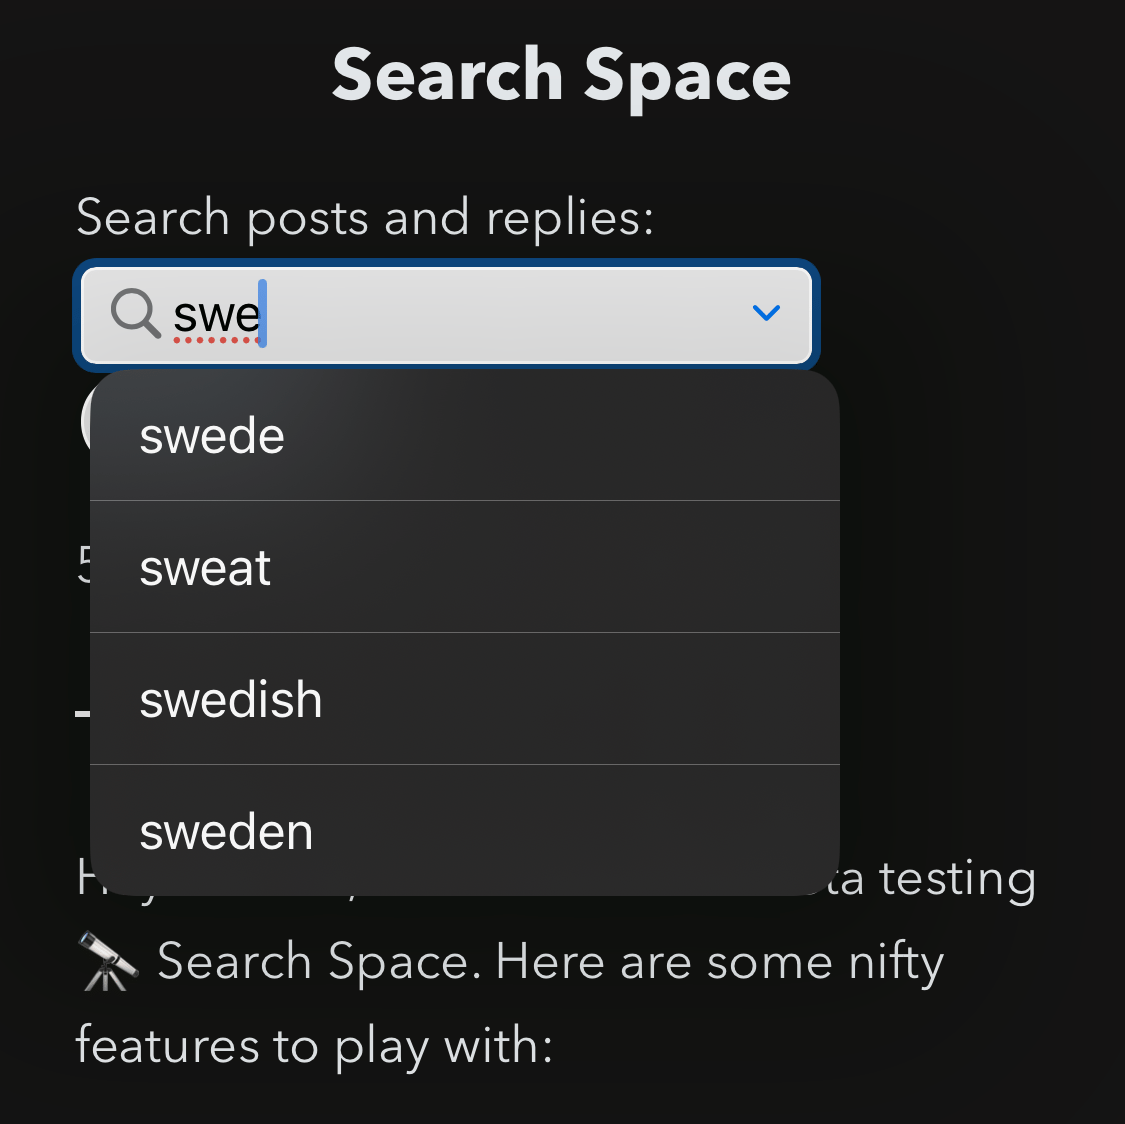 Search Space
Search posts and replies:
swe
swede
sweat
swedish
sweden
testing
Search Space. Here are some nifty
features to play with: